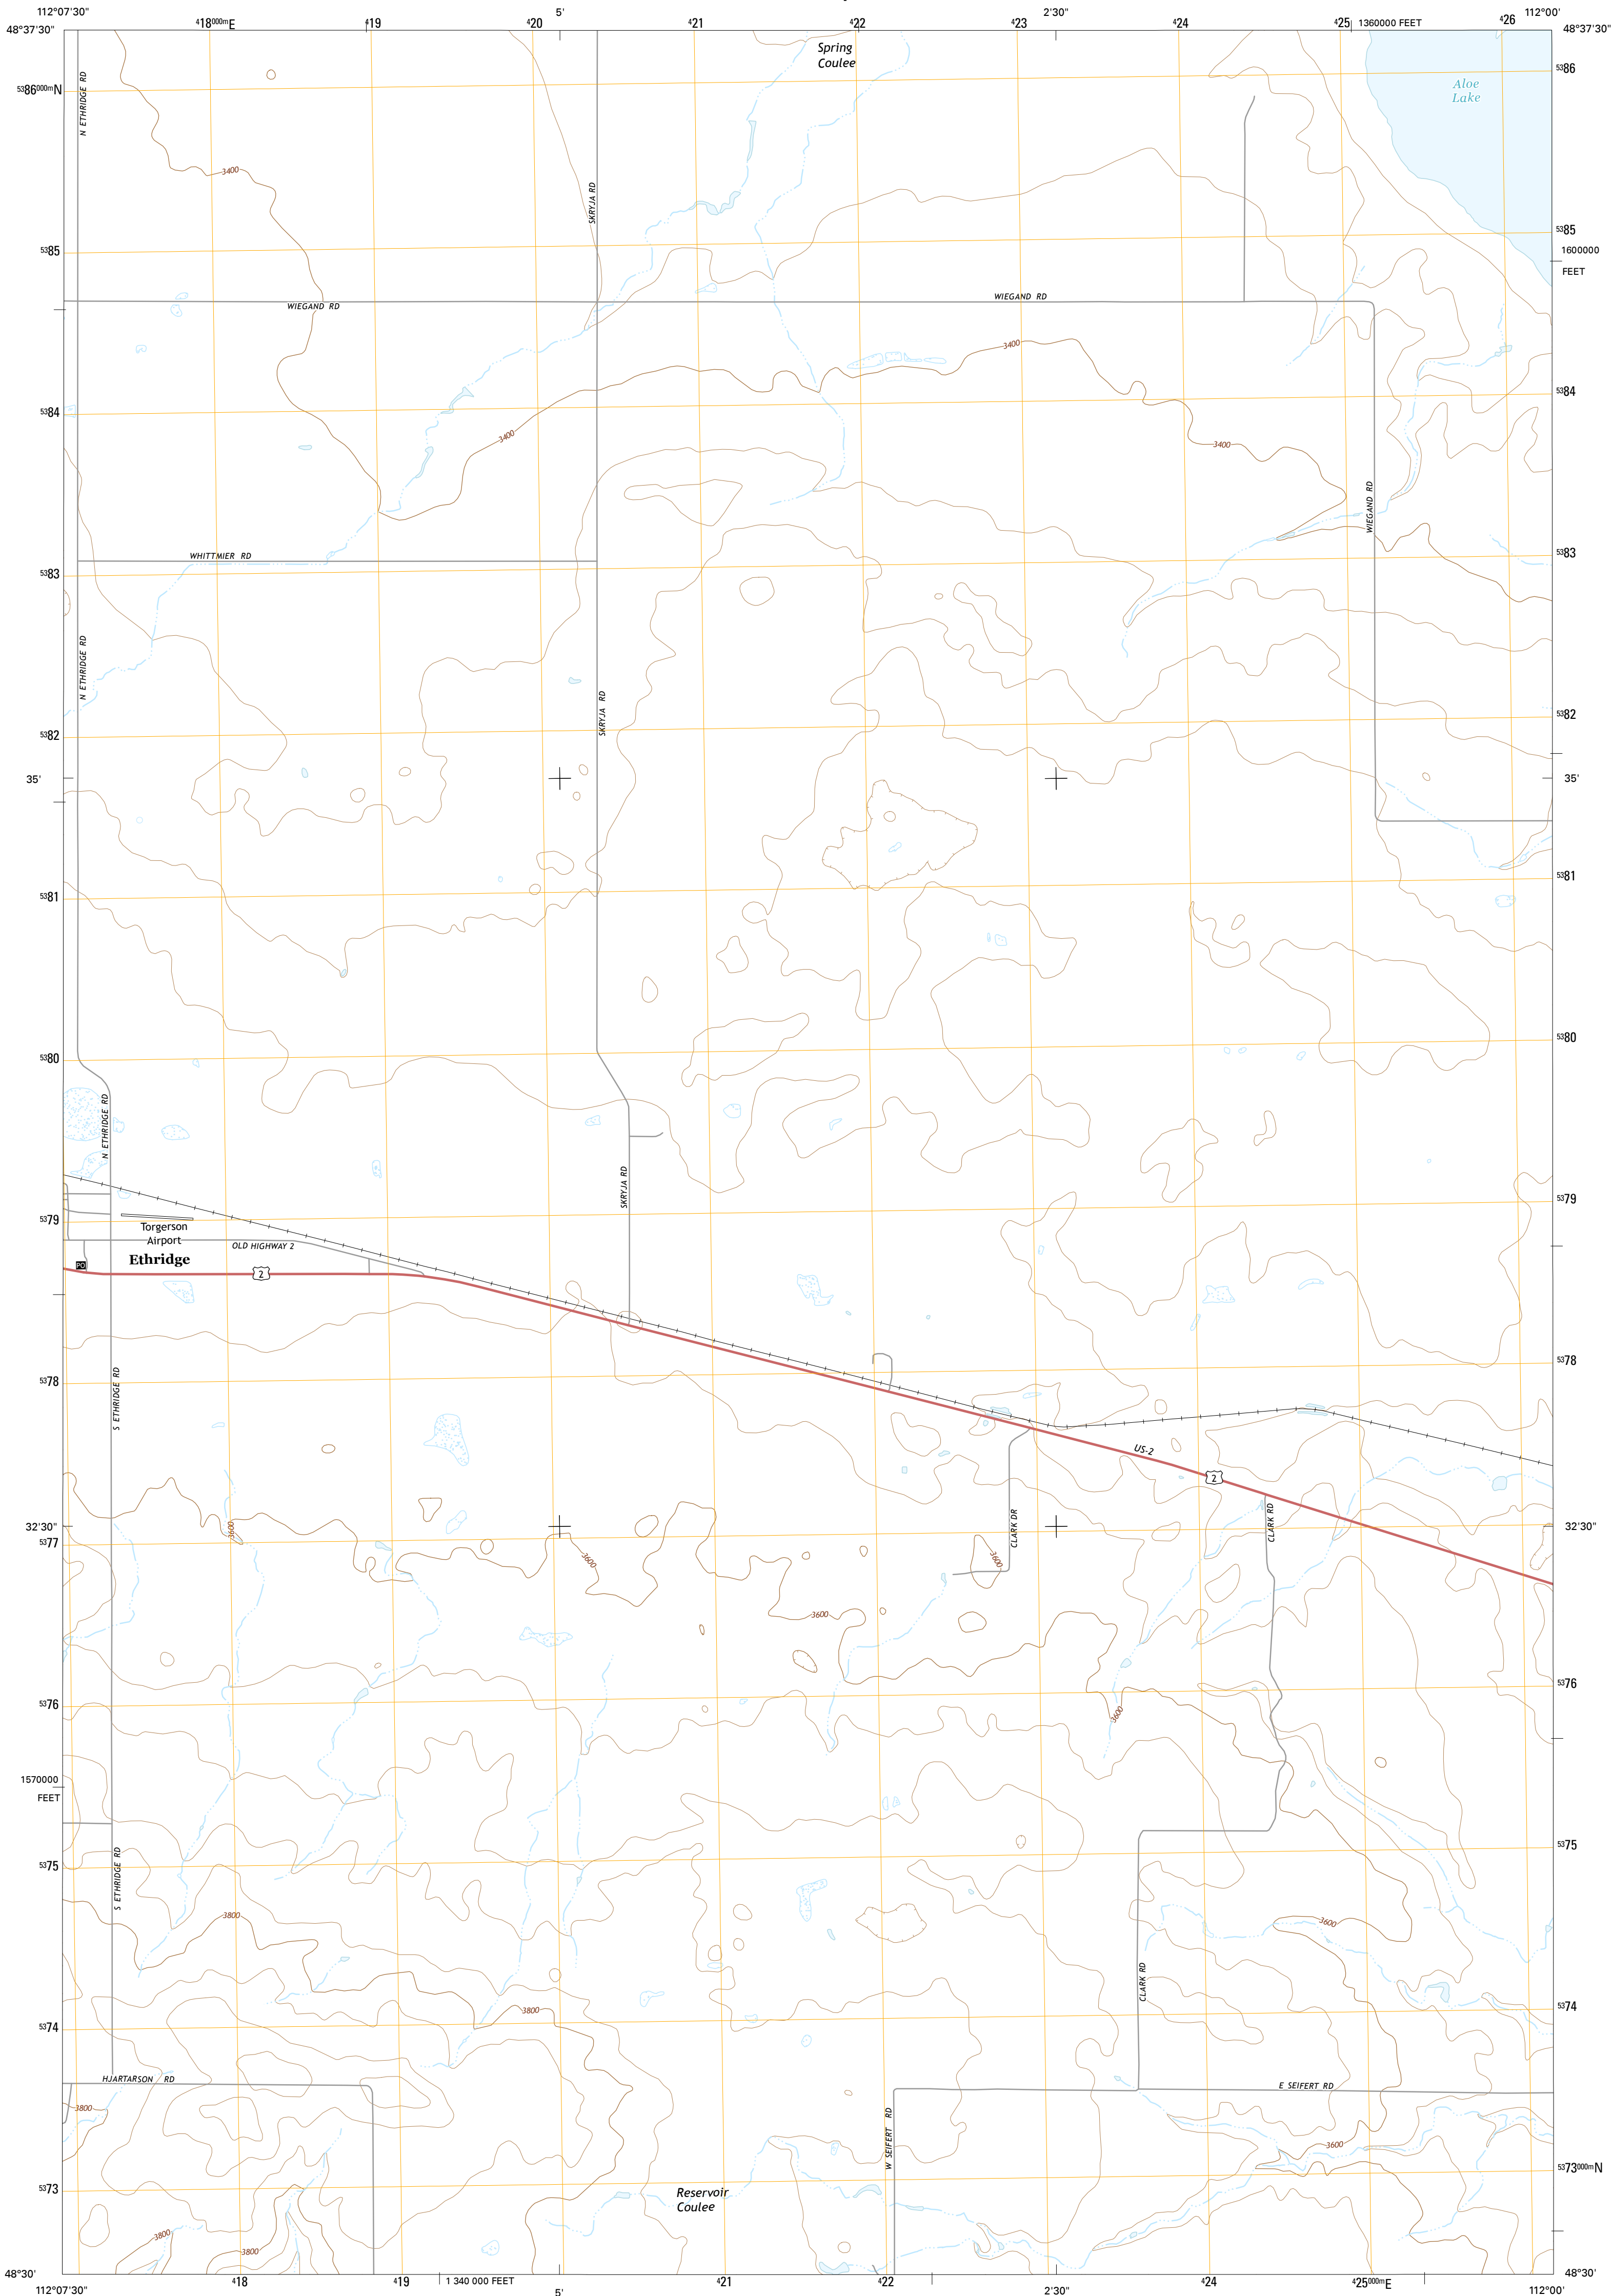 112°07'30"
⁴18⁰⁰⁰ᵐE
⁴19
⁴20
5'
⁴21
⁴22
⁴23
2'30"
⁴24
⁴25
1360000 FEET
⁴26
112°00'
48°37'30"
48°37'30"
Spring
Coulee
Aloe
Lake
⁵³86⁰⁰⁰ᵐN
⁵³86
N ETHRIDGE RD
3400
SKRYJA RD
⁵³85
⁵³85
1600000
FEET
WIEGAND RD
WIEGAND RD
3400
⁵³84
⁵³84
3400
3400
WIEGAND RD
WHITTMIER RD
⁵³83
⁵³83
N ETHRIDGE RD
SKRYJA RD
⁵³82
⁵³82
35'
35'
⁵³81
⁵³81
⁵³80
⁵³80
N ETHRIDGE RD
SKRYJA RD
⁵³79
⁵³79
Torgerson
Airport
OLD HIGHWAY 2
Ethridge
PO
2
⁵³78
⁵³78
S ETHRIDGE RD
US-2
2
32'30"
32'30"
3600
CLARK DR
CLARK RD
⁵³77
⁵³77
3600
3600
3600
⁵³76
⁵³76
3600
1570000
FEET
⁵³75
⁵³75
S ETHRIDGE RD
3800
3600
CLARK RD
3800
⁵³74
⁵³74
HJARTARSON RD
E SEIFERT RD
3800
W SEIFERT RD
3600
⁵³73
⁵³73⁰⁰⁰ᵐN
Reservoir
Coulee
3800
3800
48°30'
48°30'
112°07'30"
⁴18
⁴19
1 340 000 FEET
5'
⁴21
⁴22
2'30"
⁴24
⁴25⁰⁰⁰ᵐE
112°00'